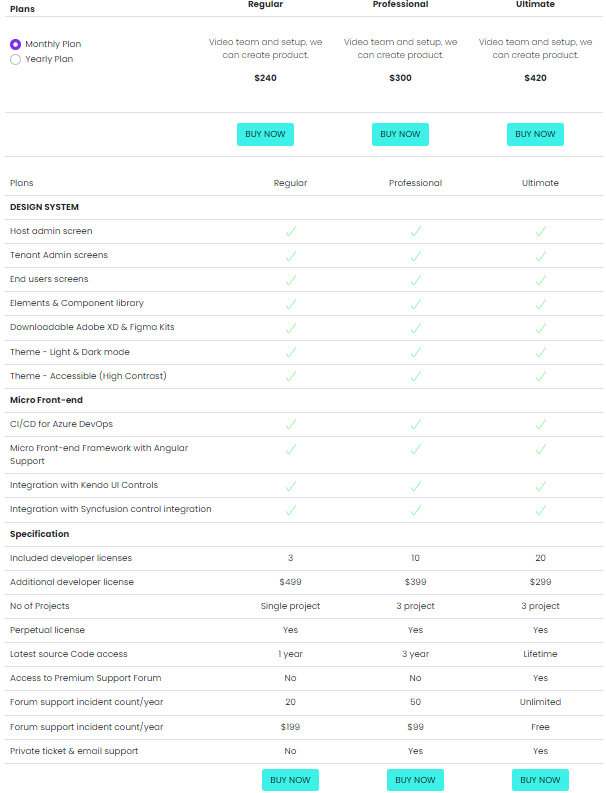 Plans Regular Professional Ultimate
Monthly Plan
Yearly Plan
Video team and setup, we
can create product.
$240
Video team and setup, we
can create product.
$300
Video team and setup, we
can create product.
$420
BUY NOW BUY NOW BUY NOW
Plans Regular Professional Ultimate
DESIGN SYSTEM
Host admin screen
Tenant Admin screens
End users screens
Elements & Component library
Downloadable Adobe XD & Figma Kits
Theme - Light & Dark mode
Theme - Accessible (High Contrast)
Micro Front-end
CI/CD for Azure DevOps
Micro Front-end Framework with Angular
Support
Integration with Kendo UI Controls
Integration with Syncfusion control integration
Specification
Included developer licenses 3 10 20
Additional developer license $499 $399 $299
No of Projects Single project 3 project 3 project
Perpetual license Yes Yes Yes
Latest source Code access 1 year 3 year Lifetime
Access to Premium Support Forum No No Yes
Forum support incident count/year 20 50 Unlimited
Forum support incident count/year $199 $99 Free
Private ticket & email support No Yes Yes
BUY NOW BUY NOW BUY NOW